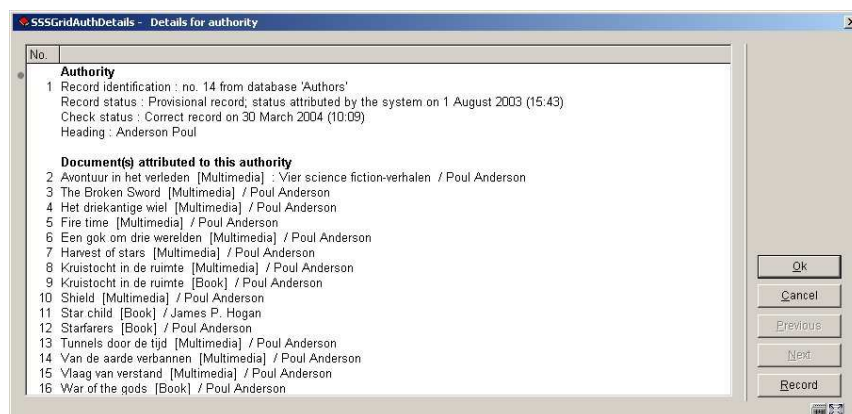 SSSGridAuthDetails - Details for authority
No.
Authority
1 Record identification : no. 14 from database 'Authors'
Record status : Provisional record; status attributed by the system on 1 August 2003 (15:43)
Check status : Correct record on 30 March 2004 (10:09)
Heading : Anderson Poul
Document(s) attributed to this authority
2 Avontuur in het verleden [Multimedia] : Vier science fiction-verhalen / Poul Anderson
3 The Broken Sword [Multimedia] / Poul Anderson
4 Het driekantige wiel [Multimedia] / Poul Anderson
5 Fire time [Multimedia] / Poul Anderson
6 Een gok om drie werelden [Multimedia] / Poul Anderson
7 Harvest of stars [Multimedia] / Poul Anderson
8 Kruistocht in de ruimte [Multimedia] / Poul Anderson
9 Kruistocht in de ruimte [Book] / Poul Anderson
10 Shield [Multimedia] / Poul Anderson
11 Star child [Book] / James P. Hogan
12 Starfarers [Book] / Poul Anderson
13 Tunnels door de tijd [Multimedia] / Poul Anderson
14 Van de aarde verbannen [Multimedia] / Poul Anderson
15 Vlaag van verstand [Multimedia] / Poul Anderson
16 War of the gods [Book] / Poul Anderson
Ok
Cancel
Previous
Next
Record